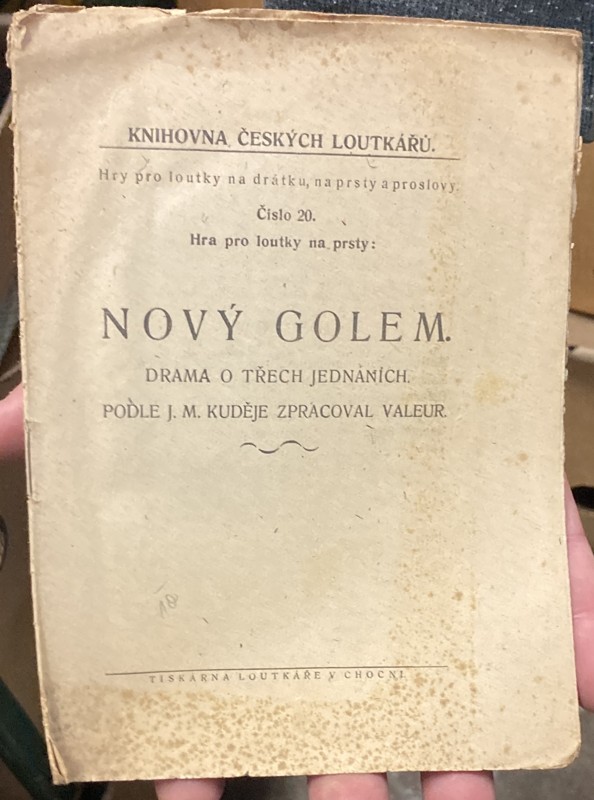 KNIHOVNA ČESKÝCH LOUTKÁŘŮ.
Hry pro loutky na drátku, na prsty a proslovy.
Číslo 20.
Hra pro loutky na prsty:
NOVÝ GOLEM.
DRAMA O TŘECH JEDNÁNÍCH.
PODLE J. M. KUDĚJE ZPRACOVAL VALEUR.
18
TISKÁRNA LOUTKÁŘE V CHOCNI.